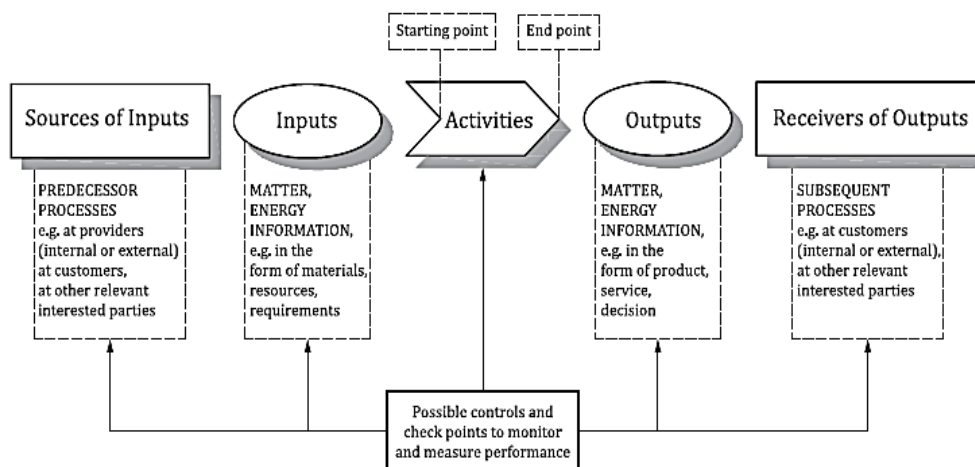 Starting point
End point
Sources of Inputs
Inputs
Activities
Outputs
Receivers of Outputs
PREDECESSOR
PROCESSES
e.g. at providers
(internal or external)
at customers,
at other relevant
interested parties
MATTER,
ENERGY
INFORMATION,
e.g. in the
form of materials,
resources,
requirements
MATTER,
ENERGY
INFORMATION,
e.g. in the
form of product,
service,
decision
SUBSEQUENT
PROCESSES
e.g. at customers
(internal or external),
at other relevant
interested parties
Possible controls and
check points to monitor
and measure performance